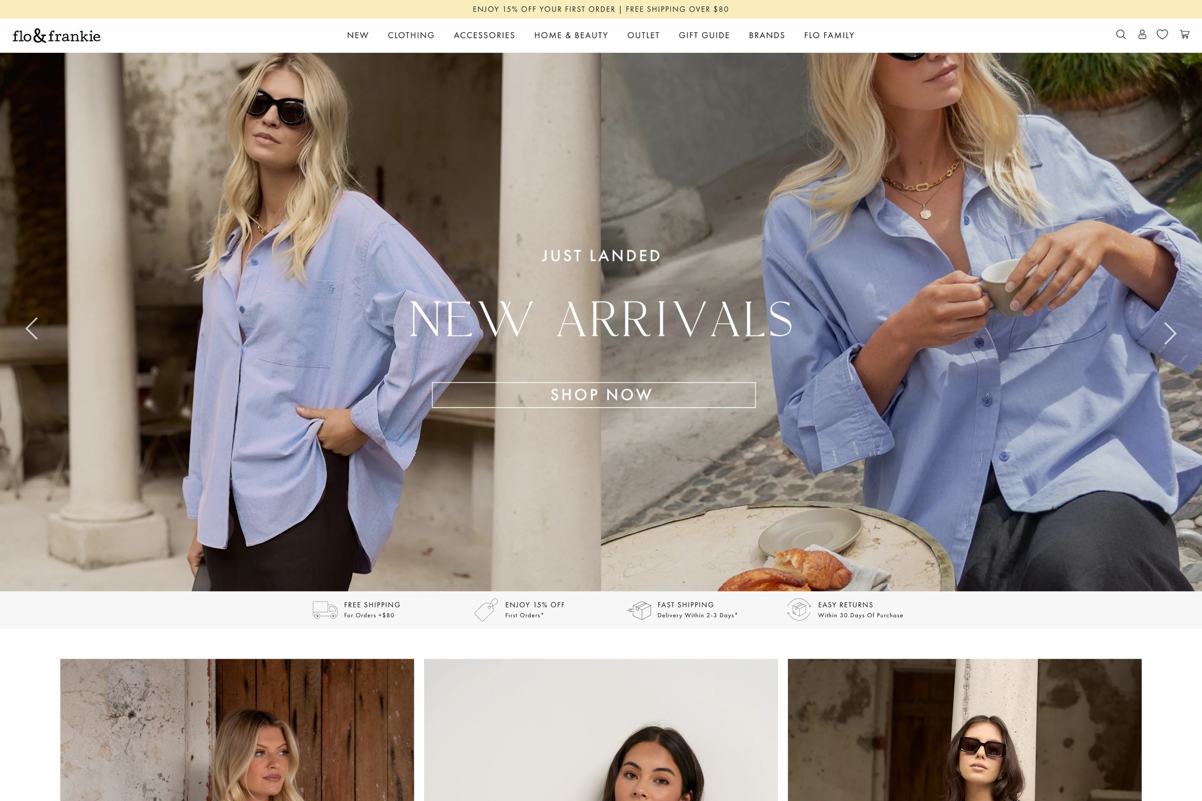 ENJOY 15% OFF YOUR FIRST ORDER | FREE SHIPPING OVER $80
flo&frankie
NEW CLOTHING ACCESSORIES HOME & BEAUTY OUTLET GIFT GUIDE BRANDS FLO FAMILY
JUST LANDED
NEW ARRIVALS
SHOP NOW
FREE SHIPPING
For Orders +$80
ENJOY 15% OFF
First Orders*
FAST SHIPPING
Delivery Within 2-3 Days*
EASY RETURNS
Within 30 Days Of Purchase